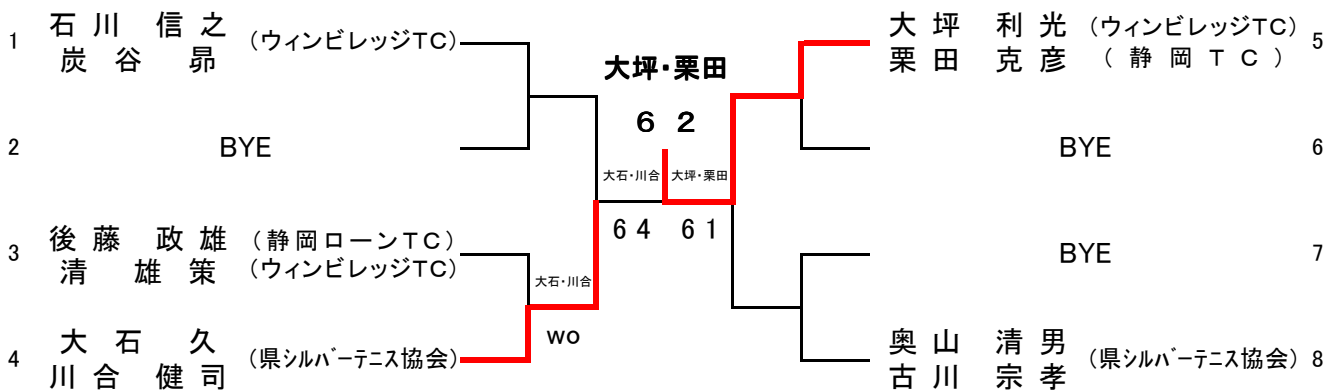 1 石川 信之 (ウィンビレッジTC)
炭谷 昴
2 BYE
3 後藤 政雄 (静岡ローンTC)
清 雄策 (ウィンビレッジTC)
4 大石 久 (県シルバーテニス協会)
川合 健司
大石・川合
wo
大坪・栗田
6 2
大石・川合 大坪・栗田
64 61
大坪 利光 (ウィンビレッジTC) 5
栗田 克彦 (静岡TC)
BYE 6
BYE 7
奥山 清男 (県シルバーテニス協会) 8
古川 宗孝